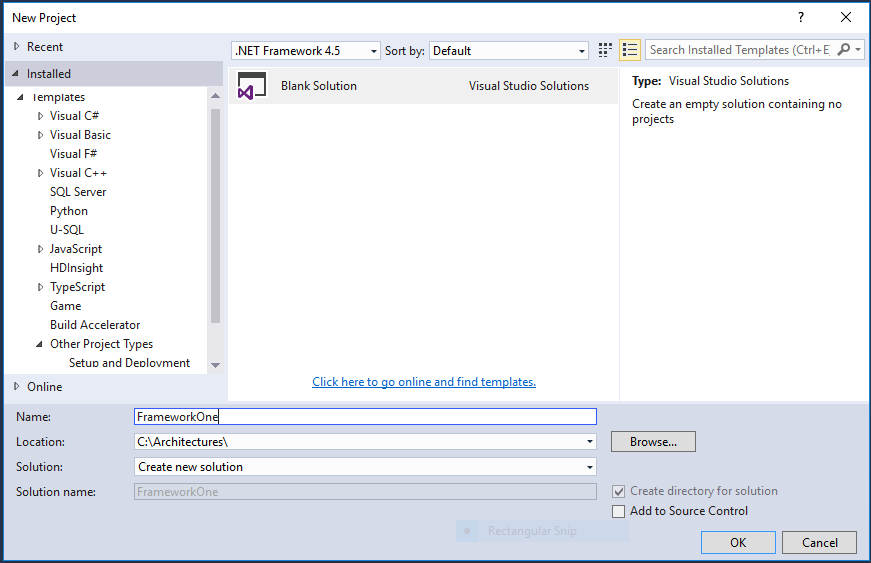 New Project
?
Recent
Installed
Templates
Visual C#
Visual Basic
Visual F#
Visual C++
SQL Server
Python
U-SQL
JavaScript
HDInsight
TypeScript
Game
Build Accelerator
Other Project Types
Setup and Deployment
Online
.NET Framework 4.5 Sort by: Default
Search Installed Templates (Ctrl+E
Blank Solution Visual Studio Solutions
Click here to go online and find templates.
Type: Visual Studio Solutions
Create an empty solution containing no
projects
Name: FrameworkOne
Location: C:\Architectures\ Browse...
Solution: Create new solution
Solution name: FrameworkOne
Create directory for solution
Add to Source Control
Rectangular Snip
OK Cancel